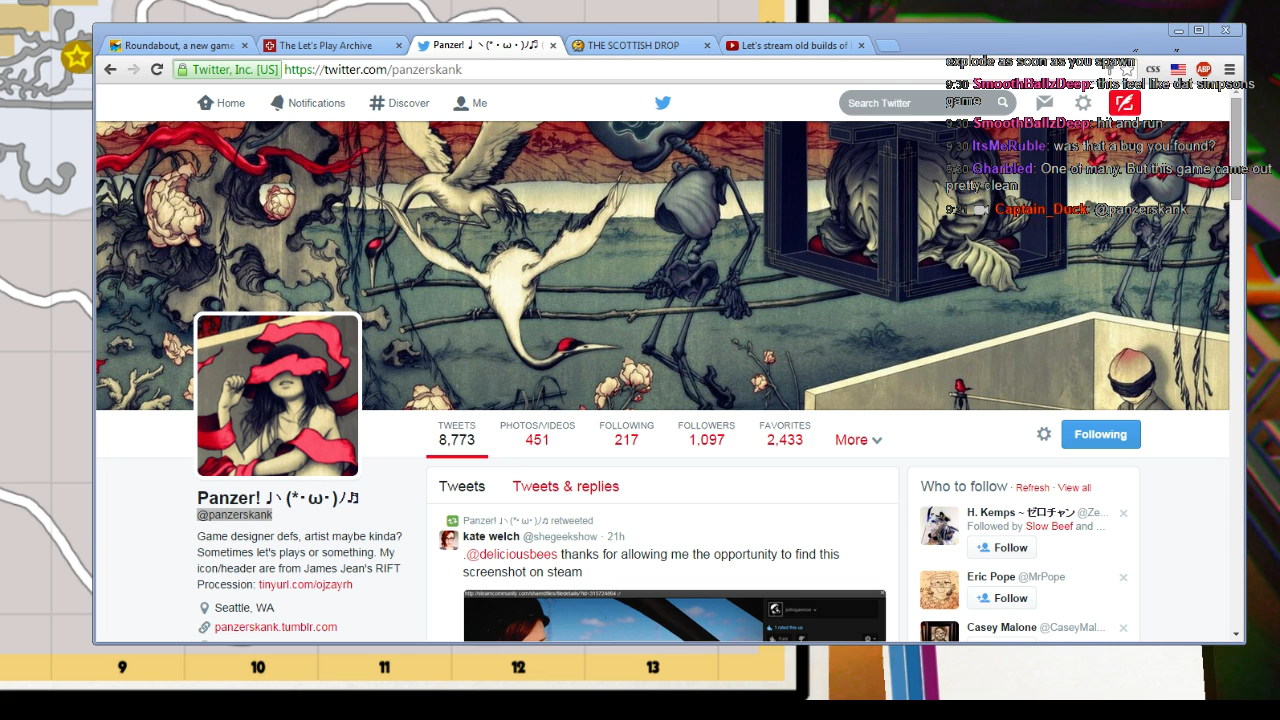 Roundabout, a new game
The Let's Play Archive
Panzer! ♩ヽ(*・ω・)ﾉ♫ (
THE SCOTTISH DROP
Let's stream old builds of
Twitter, Inc. [US]
https://twitter.com/panzerskank
CSS
ABP
Home
Notifications
Discover
Me
Search Twitter
explode as soon as you spawn
9:30 SmoothBallzDeep: this feel like dat simpsons
game
9:30 SmoothBallzDeep: hit and run
9:30 ItsMeRuble: was that a bug you found?
9:30 Gharbled: One of many. But this game came out
pretty clean
9:31 Captain_Duck: @panzerskank
TWEETS
8,773
PHOTOS/VIDEOS
451
FOLLOWING
217
FOLLOWERS
1,097
FAVORITES
2,433
More
Following
Panzer! ♩ヽ(*・ω・)ﾉ♬
@panzerskank
Game designer defs, artist maybe kinda?
Sometimes let's plays or something. My
icon/header are from James Jean's RIFT
Procession: tinyurl.com/ojzayrh
Seattle, WA
panzerskank.tumblr.com
Tweets
Tweets & replies
Panzer! ♩ヽ(*・ω・)ﾉ♫ retweeted
kate welch @shegeekshow · 21h
.@deliciousbees thanks for allowing me the opportunity to find this
screenshot on steam
Who to follow · Refresh · View all
H. Kemps ~ ゼロチャン @Ze...
Followed by Slow Beef and ...
Follow
Eric Pope @MrPope
Follow
Casey Malone @CaseyMal...
9
10
11
12
13